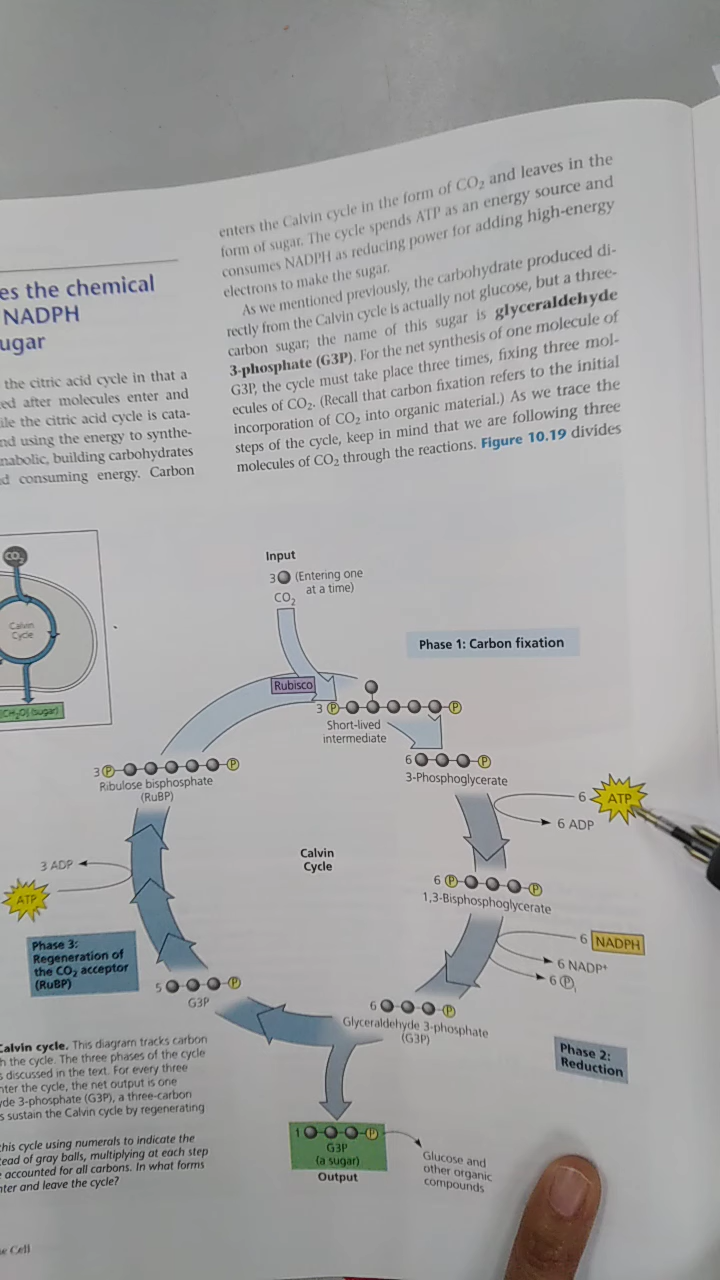 es the chemical
NADPH
ugar
the citric acid cycle in that a
ed after molecules enter and
ile the citric acid cycle is cata-
nd using the energy to synthe-
nabolic, building carbohydrates
d consuming energy. Carbon
enters the Calvin cycle in the form of CO₂ and leaves in the
form of sugar. The cycle spends ATP as an energy source and
consumes NADPH as reducing power for adding high-energy
electrons to make the sugar.
As we mentioned previously, the carbohydrate produced di-
rectly from the Calvin cycle is actually not glucose, but a three-
carbon sugar; the name of this sugar is glyceraldehyde
3-phosphate (G3P). For the net synthesis of one molecule of
G3P, the cycle must take place three times, fixing three mol-
ecules of CO₂. (Recall that carbon fixation refers to the initial
incorporation of CO₂ into organic material.) As we trace the
steps of the cycle, keep in mind that we are following three
molecules of CO₂ through the reactions. Figure 10.19 divides
CO₂
Calvin
Cycle
[CH₂O] (sugar)
Input
3 (Entering one
at a time)
CO₂
Phase 1: Carbon fixation
Rubisco
3 P P
Short-lived
intermediate
3 P P
Ribulose bisphosphate
(RuBP)
6 P
3-Phosphoglycerate
6 ATP
6 ADP
Calvin
Cycle
3 ADP
ATP
6 P P
1,3-Bisphosphoglycerate
Phase 3:
Regeneration of
the CO₂ acceptor
(RuBP)
6 NADPH
6 NADP⁺
6 Pᵢ
5 P
G3P
6 P
Glyceraldehyde 3-phosphate
(G3P)
Phase 2:
Reduction
1 P
G3P
(a sugar)
Output
Glucose and
other organic
compounds
Calvin cycle. This diagram tracks carbon
h the cycle. The three phases of the cycle
discussed in the text. For every three
nter the cycle, the net output is one
yde 3-phosphate (G3P), a three-carbon
s sustain the Calvin cycle by regenerating
his cycle using numerals to indicate the
tead of gray balls, multiplying at each step
accounted for all carbons. In what forms
nter and leave the cycle?
e Cell